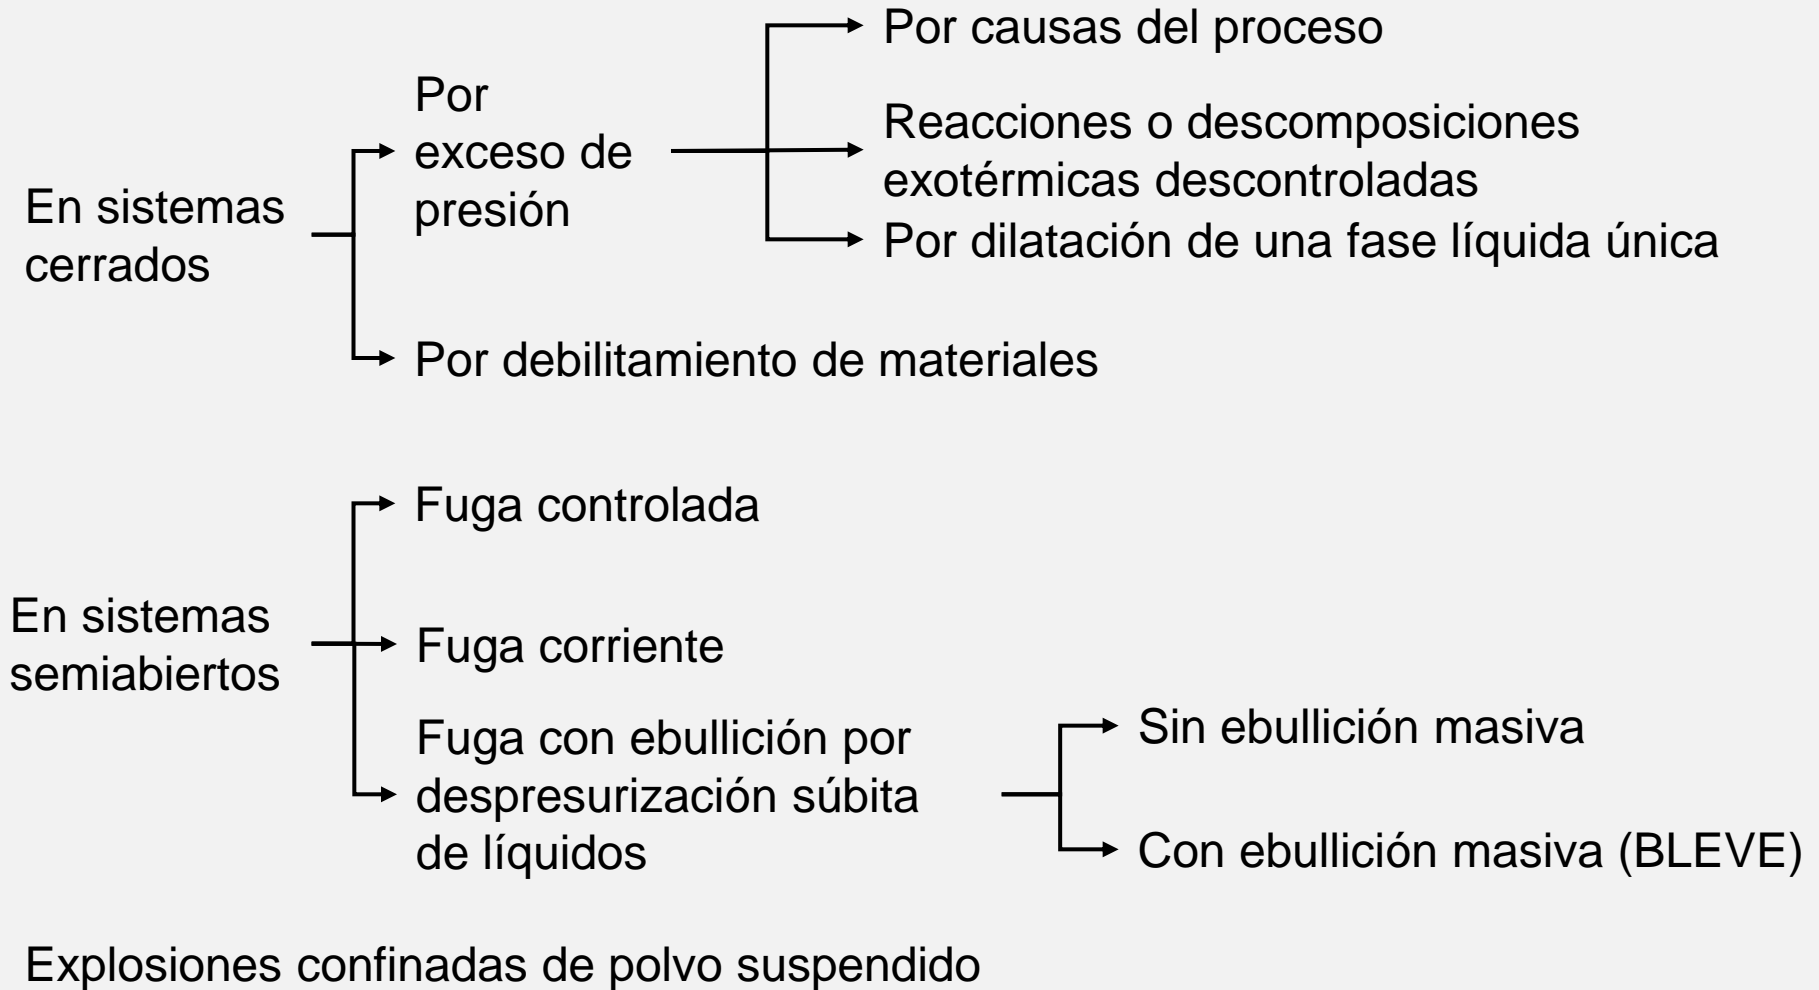 Por causas del proceso
Por
exceso de
presión
Reacciones o descomposiciones
exotérmicas descontroladas
En sistemas
cerrados
Por dilatación de una fase líquida única
Por debilitamiento de materiales
Fuga controlada
En sistemas
semiabiertos
Fuga corriente
Fuga con ebullición por
despresurización súbita
de líquidos
Sin ebullición masiva
Con ebullición masiva (BLEVE)
Explosiones confinadas de polvo suspendido